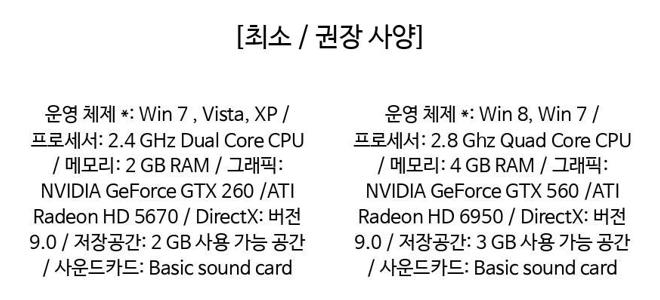 [최소 / 권장 사양]
운영 체제 *: Win 7 , Vista, XP /
프로세서: 2.4 GHz Dual Core CPU
/ 메모리: 2 GB RAM / 그래픽:
NVIDIA GeForce GTX 260 /ATI
Radeon HD 5670 / DirectX: 버전
9.0 / 저장공간: 2 GB 사용 가능 공간
/ 사운드카드: Basic sound card
운영 체제 *: Win 8, Win 7 /
프로세서: 2.8 Ghz Quad Core CPU
/ 메모리: 4 GB RAM / 그래픽:
NVIDIA GeForce GTX 560 /ATI
Radeon HD 6950 / DirectX: 버전
9.0 / 저장공간: 3 GB 사용 가능 공간
/ 사운드카드: Basic sound card